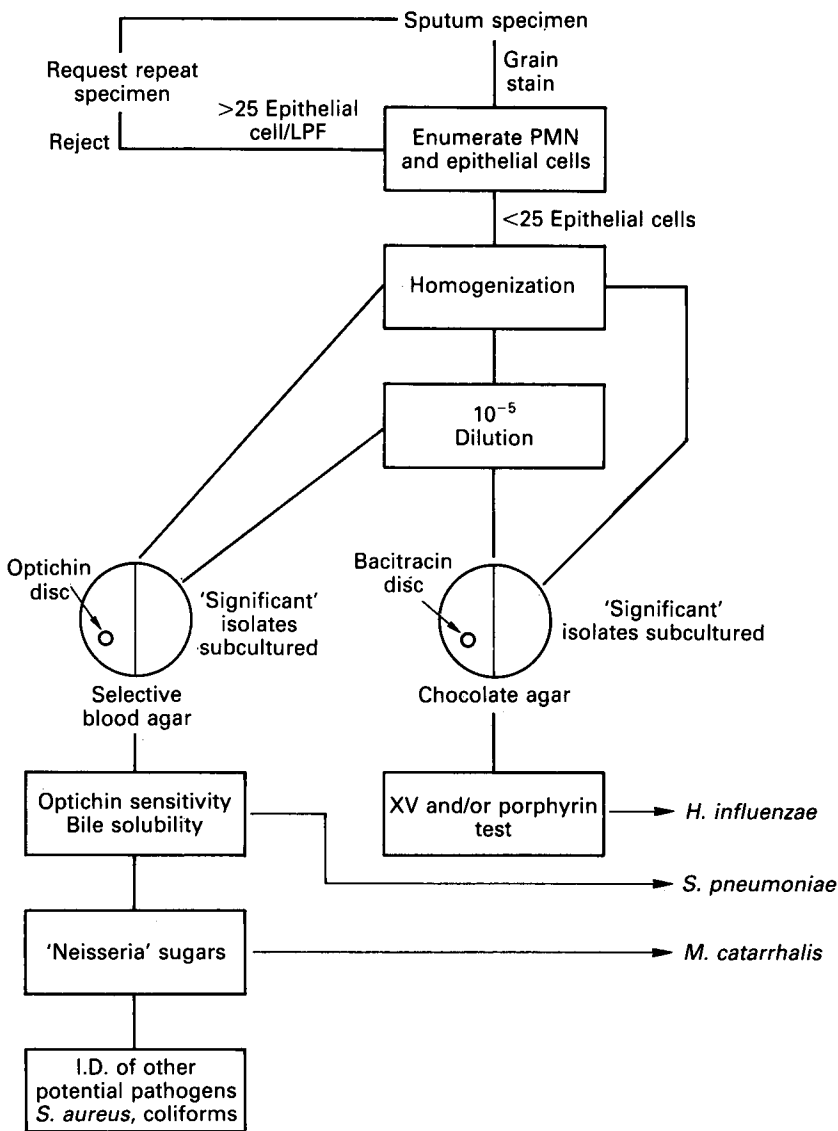 Sputum specimen
Request repeat
specimen
Grain
stain
>25 Epithelial
cell/LPF
Reject
Enumerate PMN
and epithelial cells
<25 Epithelial cells
Homogenization
10⁻⁵
Dilution
Optichin
disc
'Significant'
isolates
subcultured
Bacitracin
disc
'Significant'
isolates subcultured
Selective
blood agar
Chocolate agar
Optichin sensitivity
Bile solubility
XV and/or porphyrin
test
H. influenzae
S. pneumoniae
'Neisseria' sugars
M. catarrhalis
I.D. of other
potential pathogens
S. aureus, coliforms